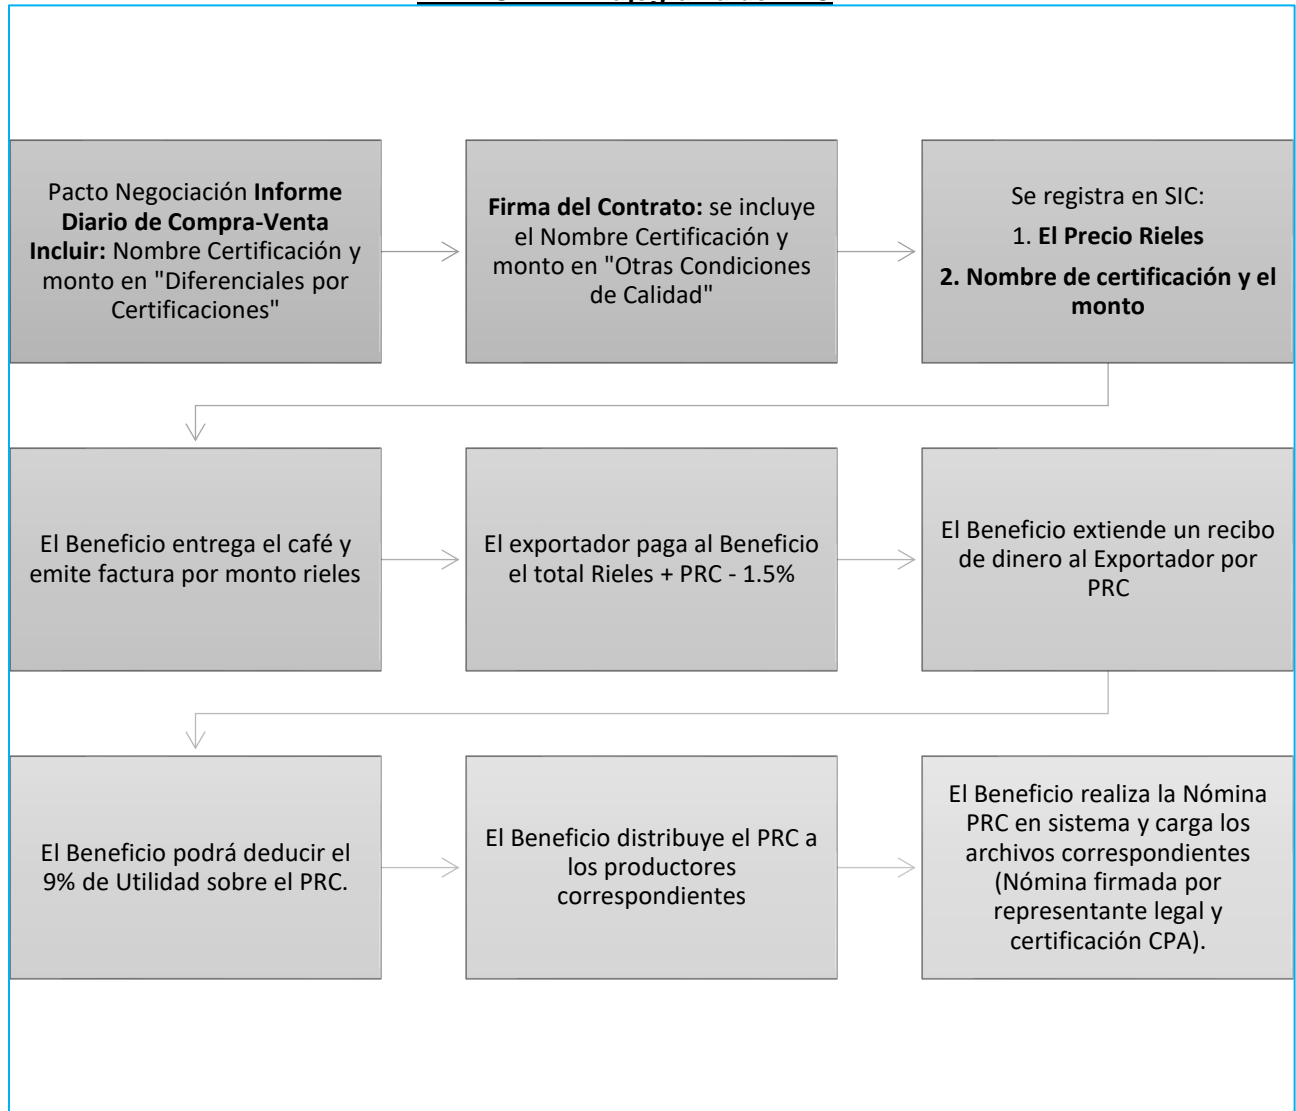 Pacto Negociación Informe
Diario de Compra-Venta
Incluir: Nombre Certificación y
monto en "Diferenciales por
Certificaciones"
Firma del Contrato: se incluye
el Nombre Certificación y
monto en "Otras Condiciones
de Calidad"
Se registra en SIC:
1. El Precio Rieles
2. Nombre de certificación y el
monto
El Beneficio entrega el café y
emite factura por monto rieles
El exportador paga al Beneficio
el total Rieles + PRC - 1.5%
El Beneficio extiende un recibo
de dinero al Exportador por
PRC
El Beneficio podrá deducir el
9% de Utilidad sobre el PRC.
El Beneficio distribuye el PRC a
los productores
correspondientes
El Beneficio realiza la Nómina
PRC en sistema y carga los
archivos correspondientes
(Nómina firmada por
representante legal y
certificación CPA).